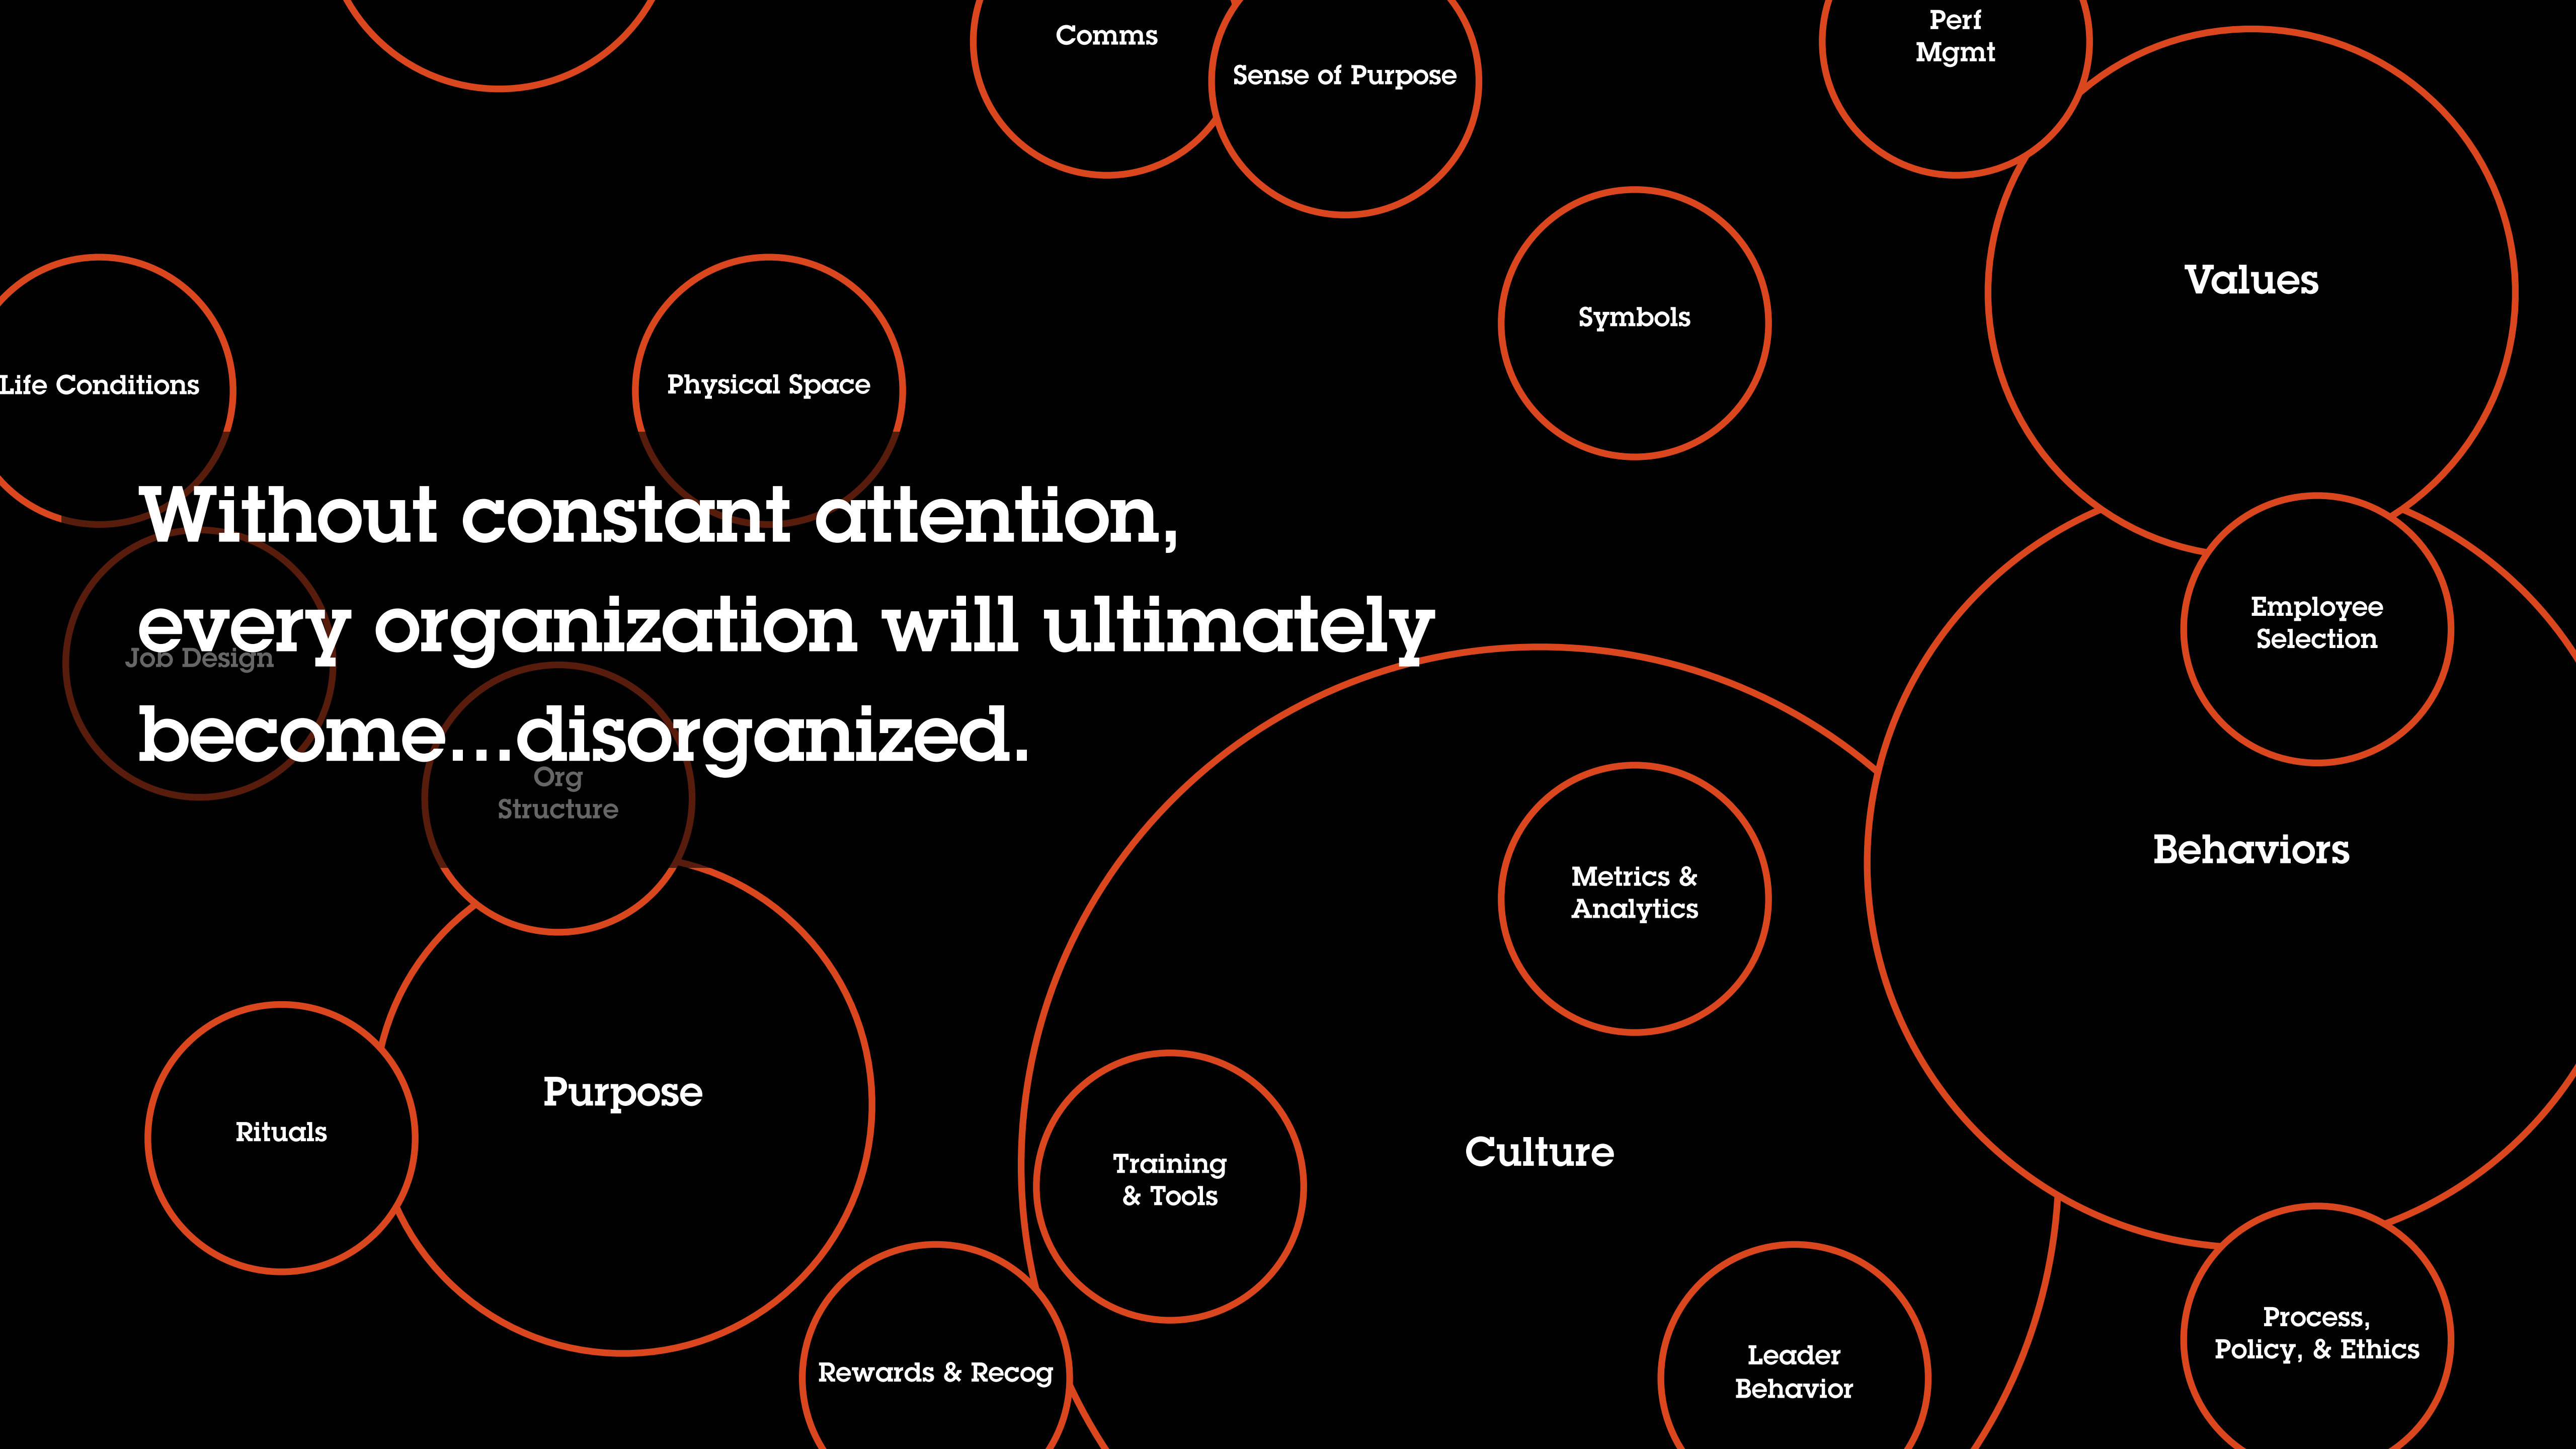 Comms
Sense of Purpose
Perf
Mgmt
Values
Symbols
Life Conditions
Physical Space
Without constant attention,
every organization will ultimately
become...disorganized.
Job Design
Org
Structure
Employee
Selection
Behaviors
Metrics &
Analytics
Purpose
Rituals
Training
& Tools
Culture
Rewards & Recog
Leader
Behavior
Process,
Policy, & Ethics